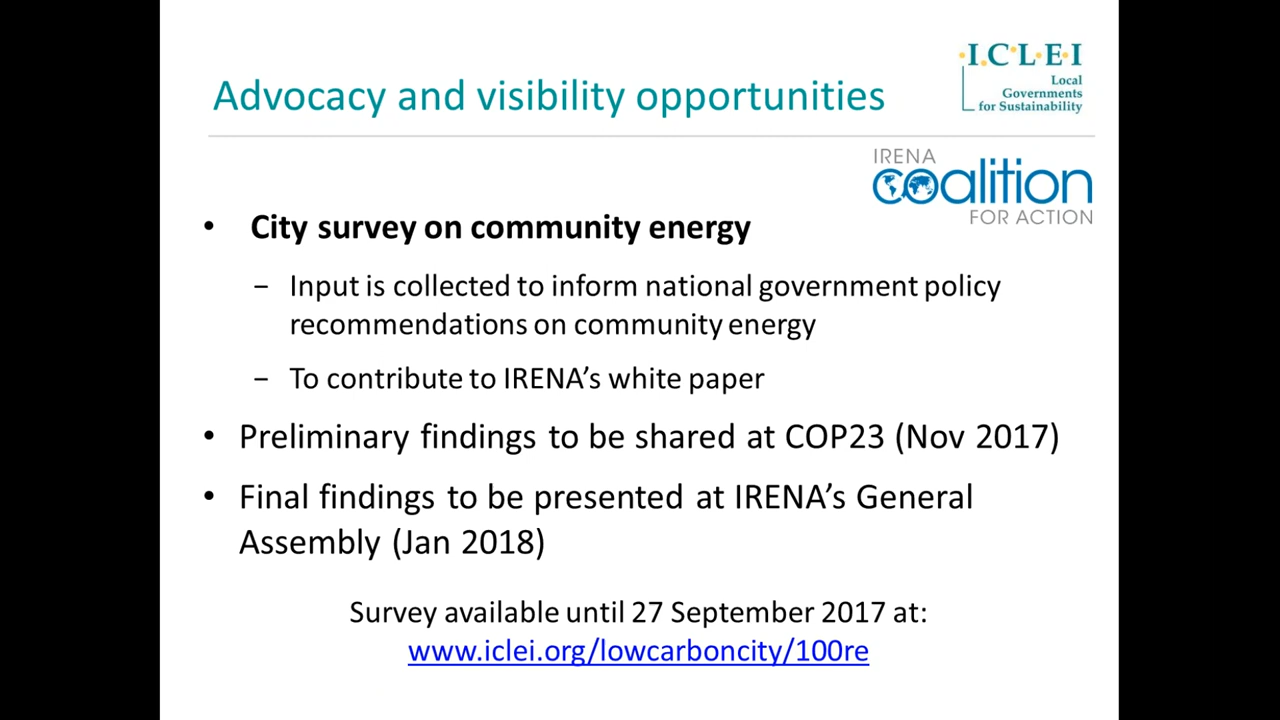 Advocacy and visibility opportunities
I.C.L.E.I
Local
Governments
for Sustainability
IRENA
coalition
FOR ACTION
• City survey on community energy
− Input is collected to inform national government policy
recommendations on community energy
− To contribute to IRENA’s white paper
• Preliminary findings to be shared at COP23 (Nov 2017)
• Final findings to be presented at IRENA’s General
Assembly (Jan 2018)
Survey available until 27 September 2017 at:
www.iclei.org/lowcarboncity/100re